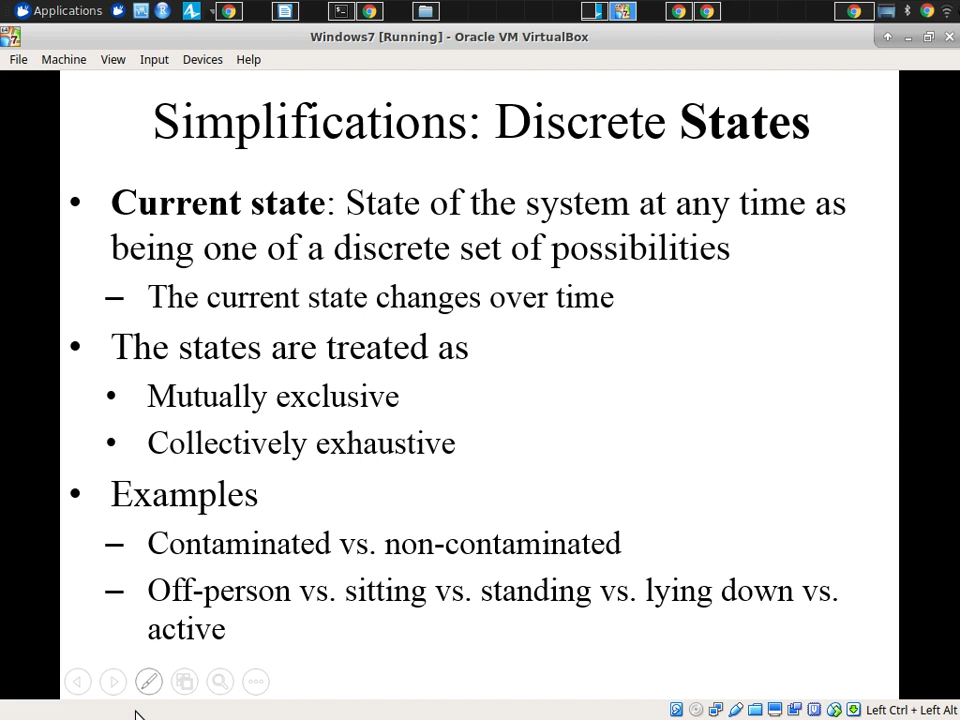 Applications
Windows7 [Running] - Oracle VM VirtualBox
File Machine View Input Devices Help
Simplifications: Discrete States
• Current state: State of the system at any time as
being one of a discrete set of possibilities
– The current state changes over time
• The states are treated as
• Mutually exclusive
• Collectively exhaustive
• Examples
– Contaminated vs. non-contaminated
– Off-person vs. sitting vs. standing vs. lying down vs.
active
Left Ctrl + Left Alt